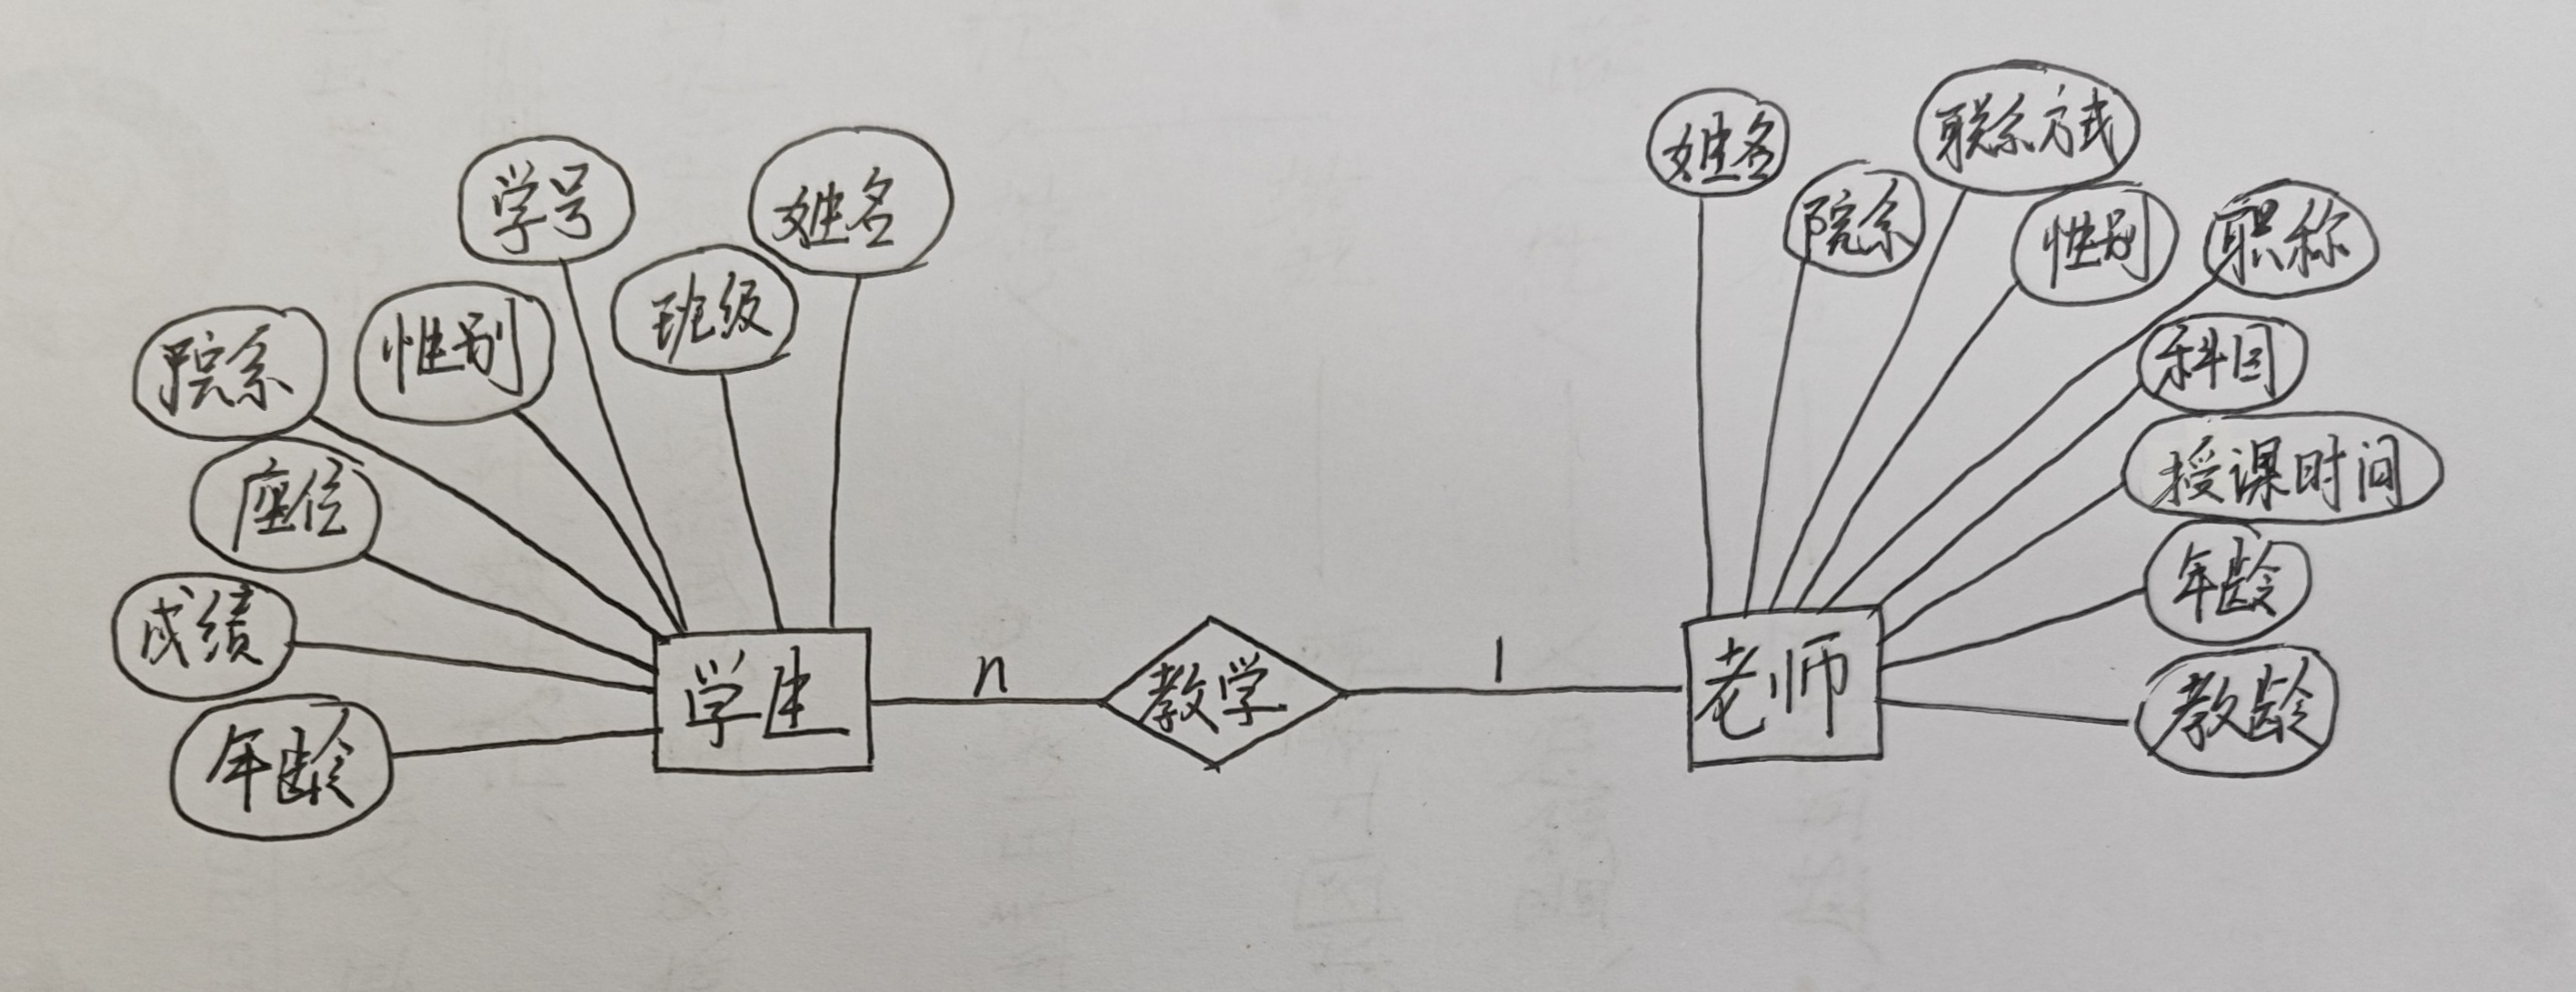 姓名
联系方式
学号
姓名
院系
性别
职称
院系
性别
班级
科目
座位
授课时间
成绩
年龄
年龄
学生
n
教学
1
老师
教龄